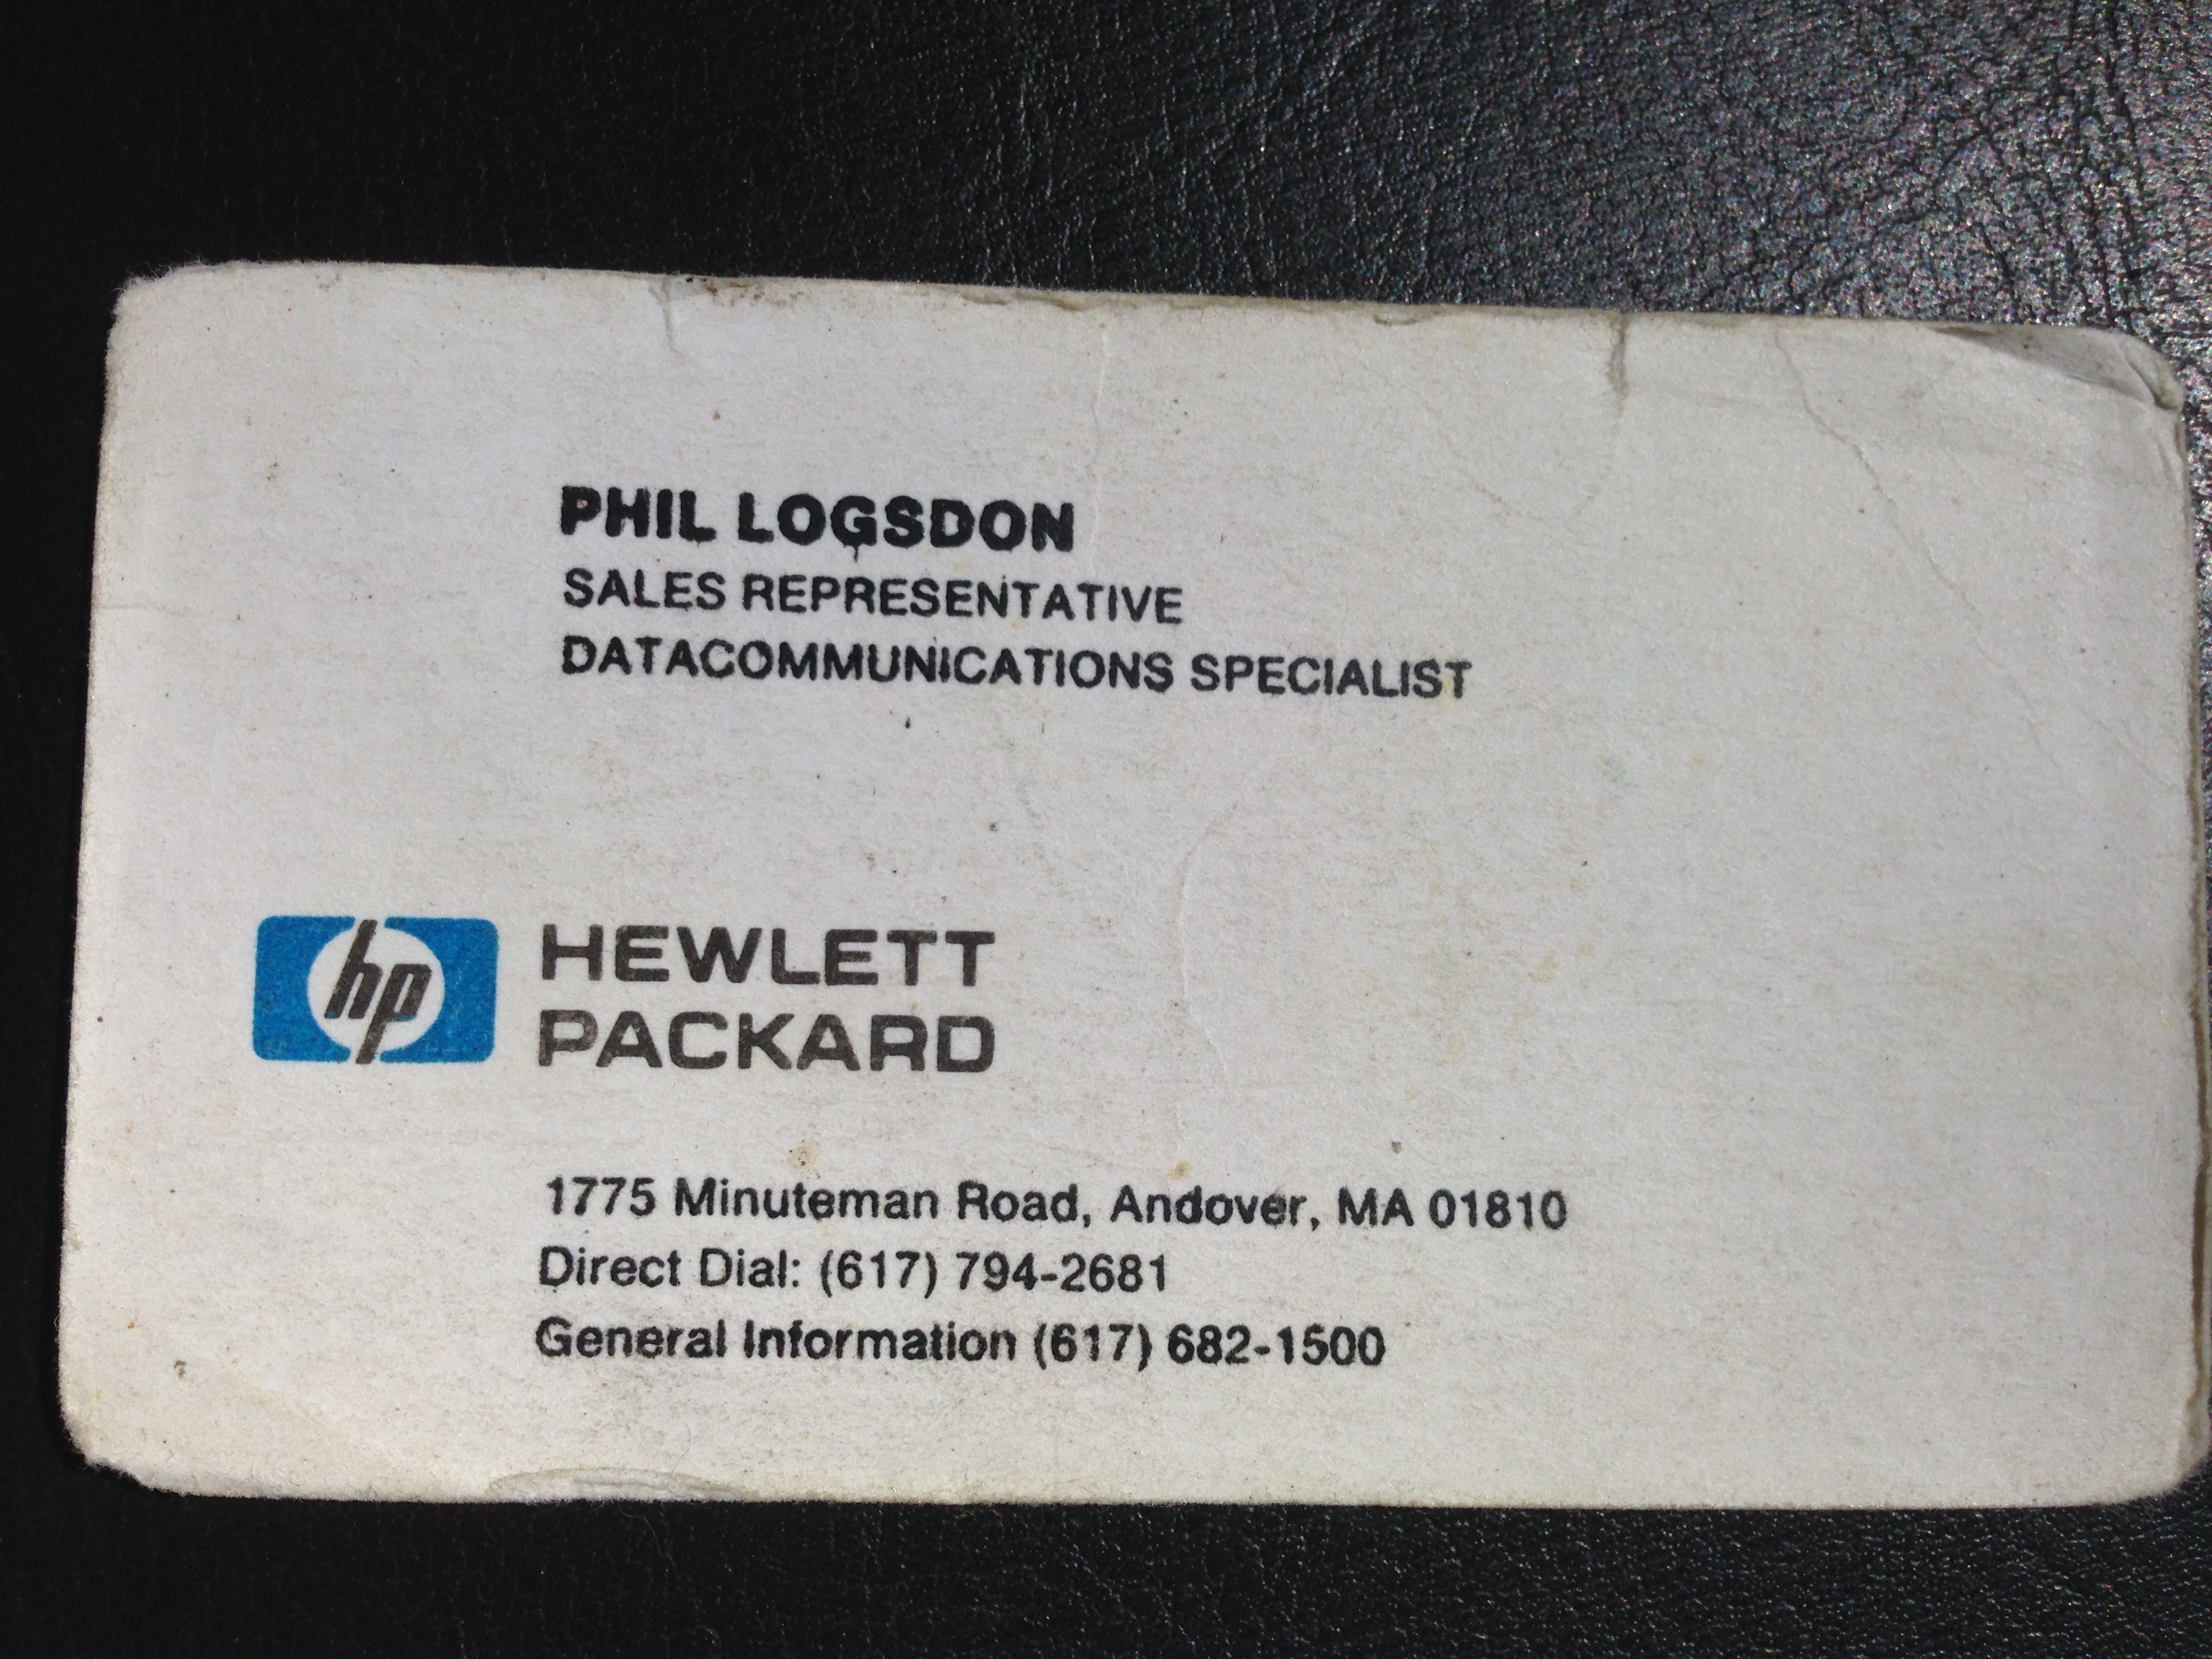 PHIL LOGSDON
SALES REPRESENTATIVE
DATACOMMUNICATIONS SPECIALIST
hp HEWLETT
PACKARD
1775 Minuteman Road, Andover, MA 01810
Direct Dial: (617) 794-2681
General Information (617) 682-1500